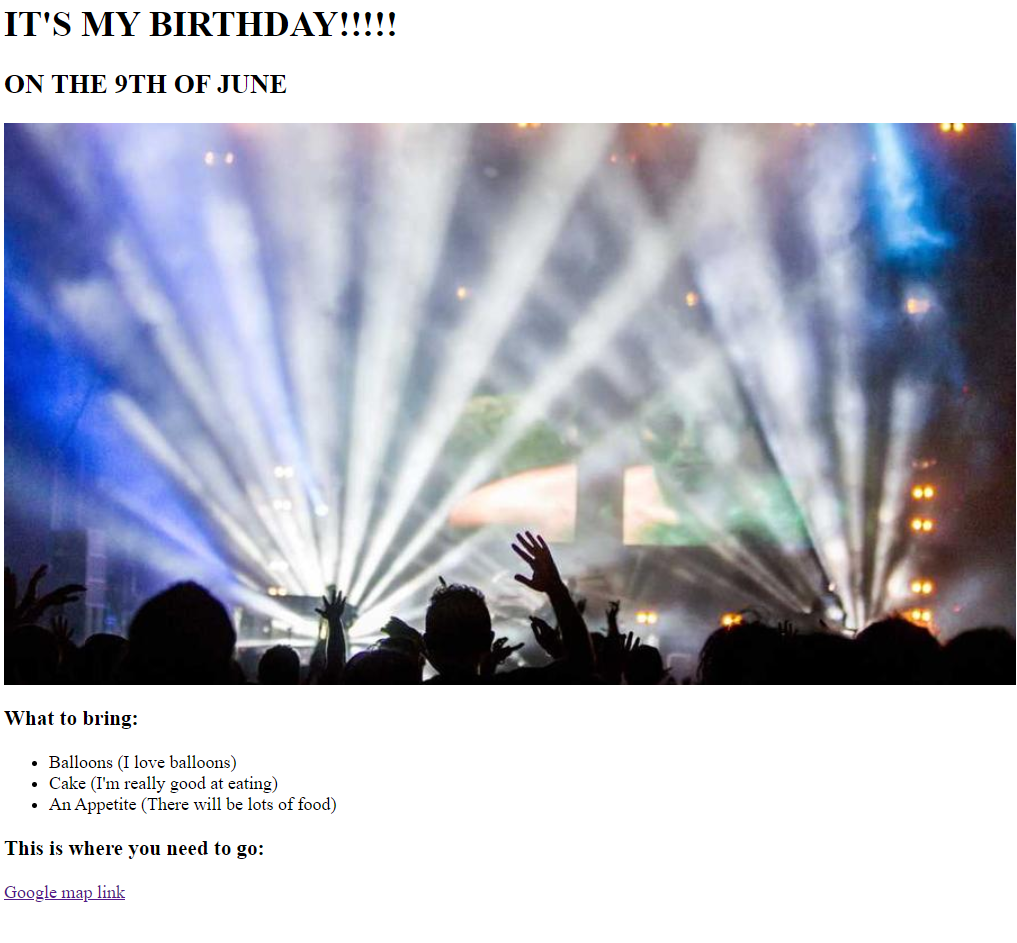 IT'S MY BIRTHDAY!!!!!
ON THE 9TH OF JUNE
What to bring:
Balloons (I love balloons)
Cake (I'm really good at eating)
An Appetite (There will be lots of food)
This is where you need to go:
Google map link